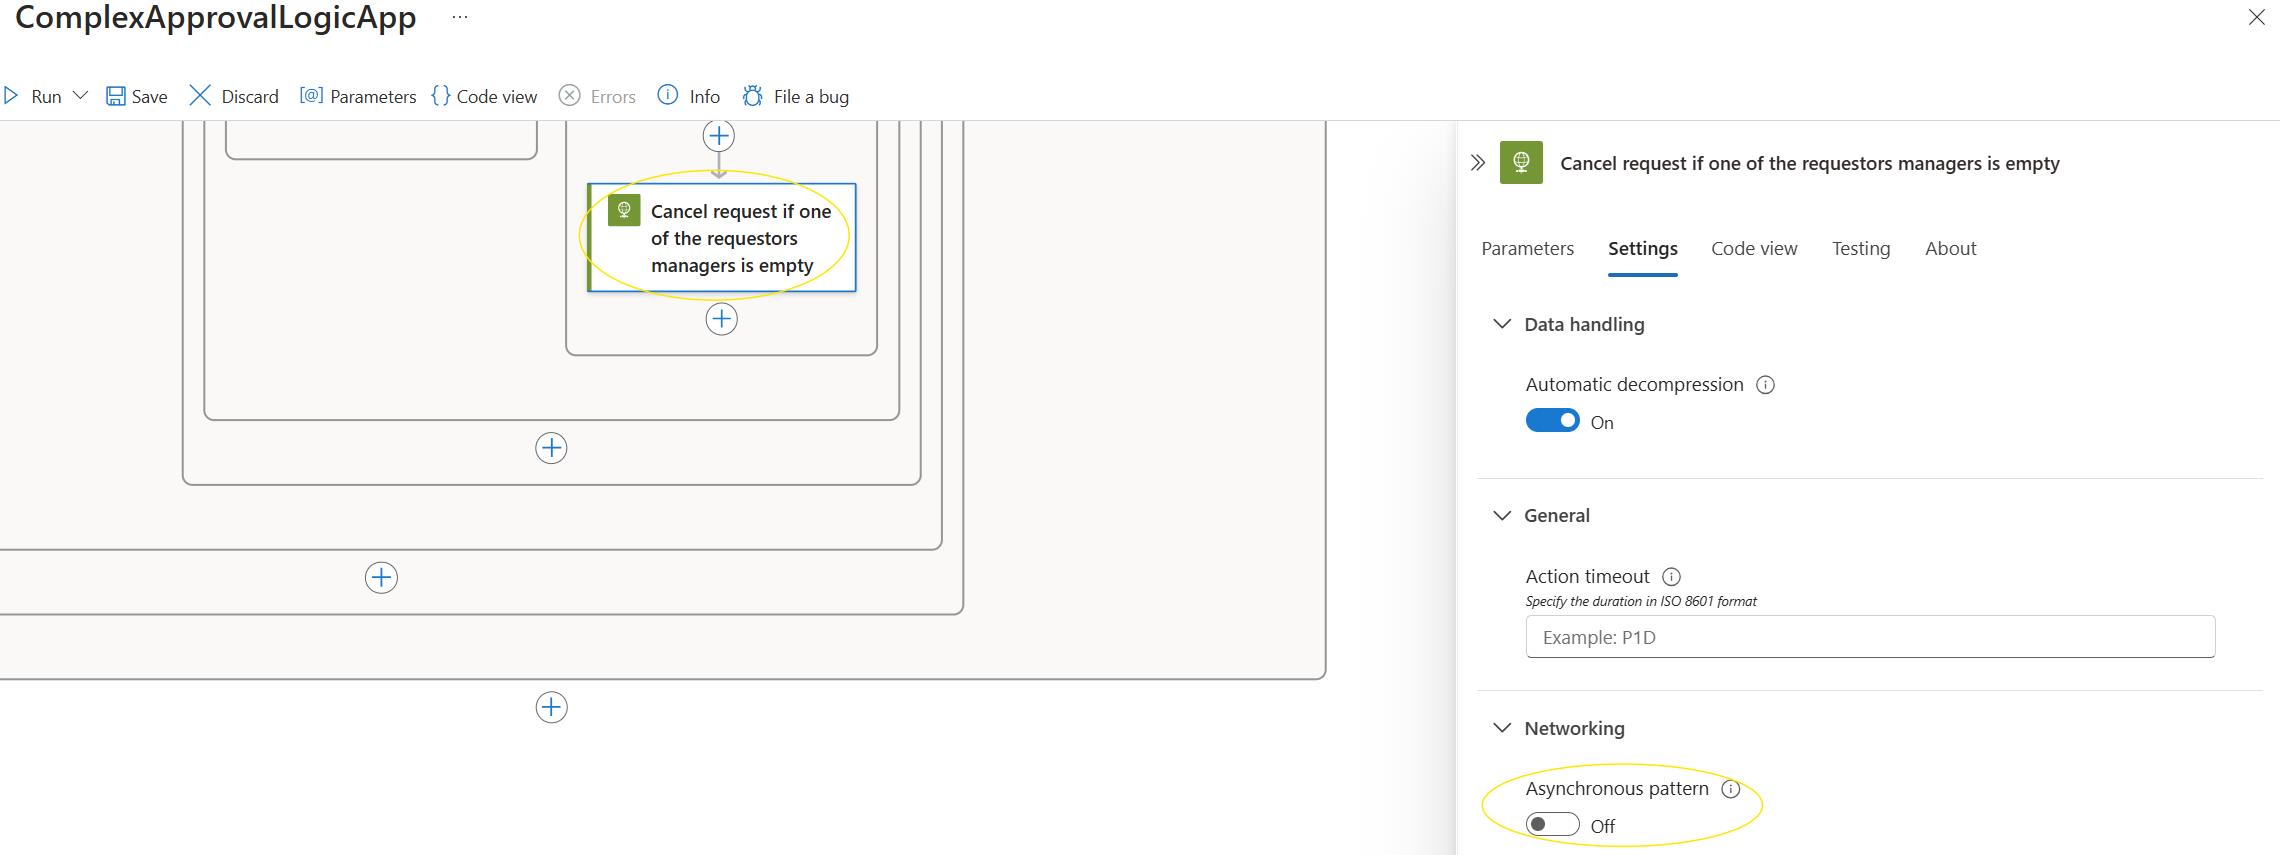 ComplexApprovalLogicApp ...
Run Save Discard [@] Parameters {} Code view Errors Info File a bug
Cancel request if one
of the requestors
managers is empty
Cancel request if one of the requestors managers is empty
Parameters Settings Code view Testing About
Data handling
Automatic decompression
On
General
Action timeout
Specify the duration in ISO 8601 format
Example: P1D
Networking
Asynchronous pattern
Off